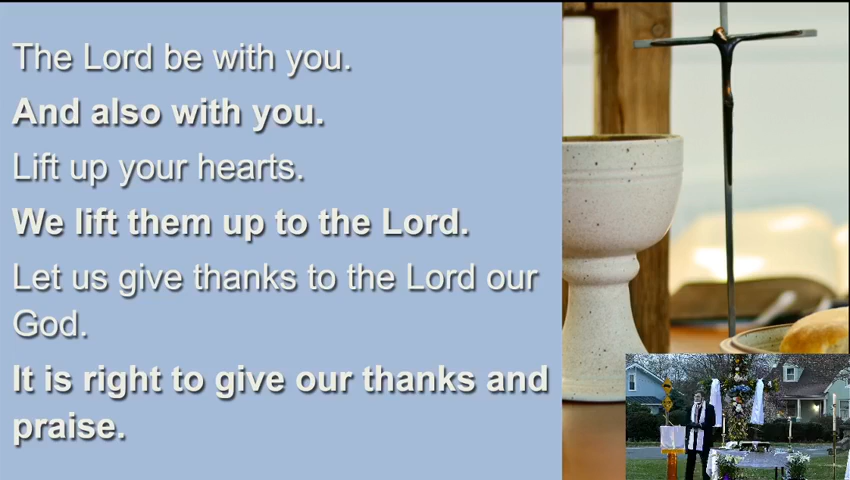 The Lord be with you.
And also with you.
Lift up your hearts.
We lift them up to the Lord.
Let us give thanks to the Lord our
God.
It is right to give our thanks and
praise.